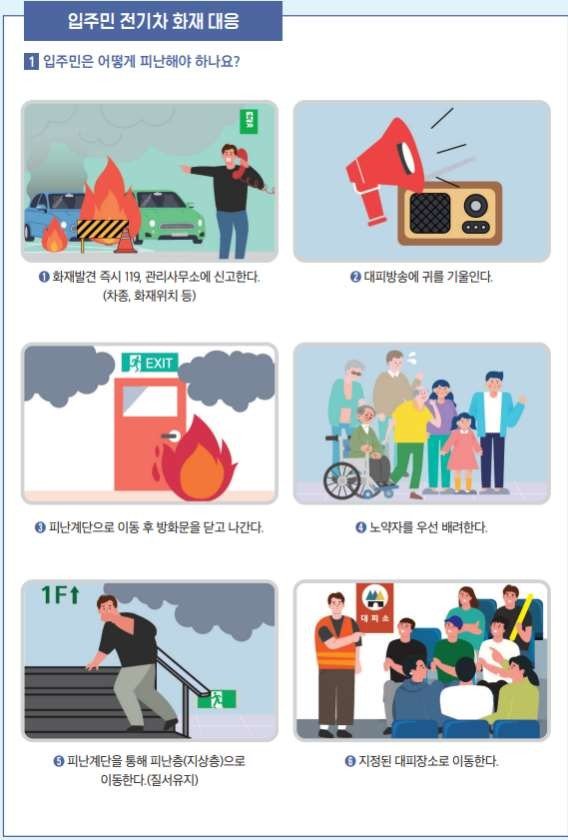 입주민 전기차 화재 대응
1 입주민은 어떻게 피난해야 하나요?
❶ 화재발견 즉시 119, 관리사무소에 신고한다.
(차종, 화재위치 등)
❷ 대피방송에 귀를 기울인다.
EXIT
❸ 피난계단으로 이동 후 방화문을 닫고 나간다.
❹ 노약자를 우선 배려한다.
1F↑
대피소
❺ 피난계단을 통해 피난층(지상층)으로
이동한다.(질서유지)
❻ 지정된 대피장소로 이동한다.